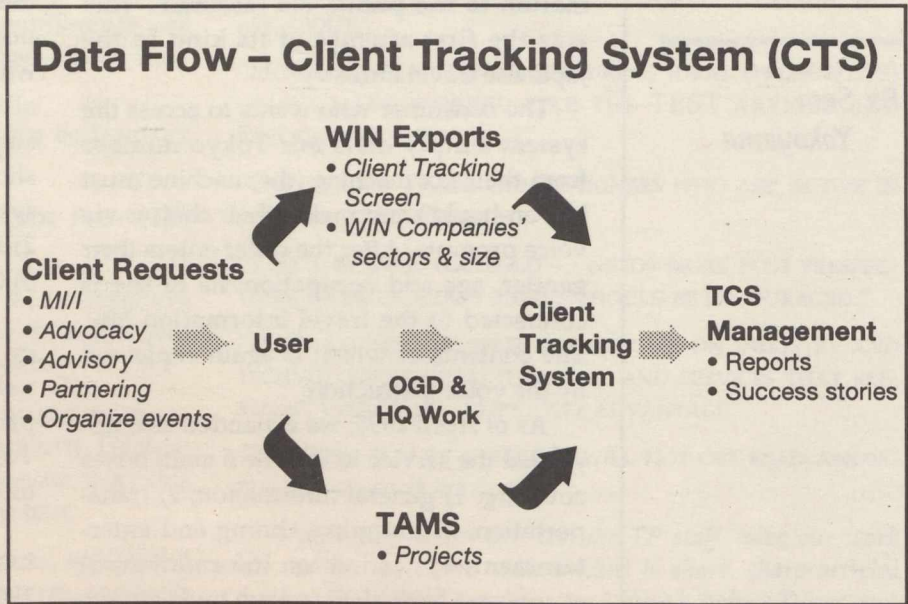 Data Flow – Client Tracking System (CTS)
WIN Exports
• Client Tracking
Screen
• WIN Companies'
sectors & size
Client Requests
• MI/I
• Advocacy
• Advisory
• Partnering
• Organize events
User
OGD &
HQ Work
Client
Tracking
System
TCS
Management
• Reports
• Success stories
TAMS
• Projects